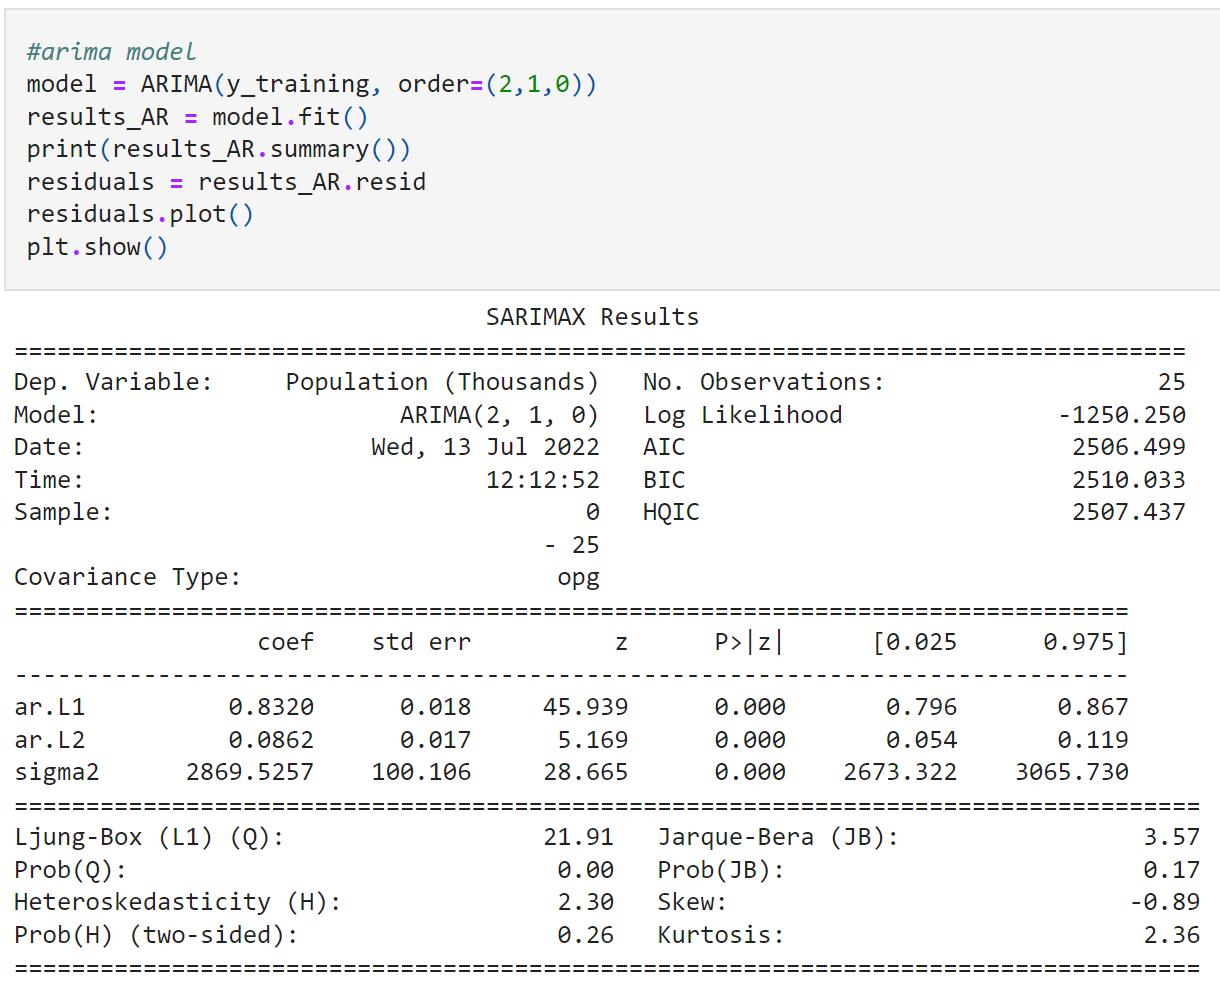 #arima model
model = ARIMA(y_training, order=(2,1,0))
results_AR = model.fit()
print(results_AR.summary())
residuals = results_AR.resid
residuals.plot()
plt.show()
SARIMAX Results
==================================================================================
Dep. Variable:     Population (Thousands)   No. Observations:                   25
Model:                     ARIMA(2, 1, 0)   Log Likelihood               -1250.250
Date:                    Wed, 13 Jul 2022   AIC                           2506.499
Time:                            12:12:52   BIC                           2510.033
Sample:                                 0   HQIC                          2507.437
                                     - 25
Covariance Type:                      opg
==============================================================================
                 coef    std err          z      P>|z|      [0.025      0.975]
------------------------------------------------------------------------------
ar.L1          0.8320      0.018     45.939      0.000       0.796       0.867
ar.L2          0.0862      0.017      5.169      0.000       0.054       0.119
sigma2      2869.5257    100.106     28.665      0.000    2673.322    3065.730
===================================================================================
Ljung-Box (L1) (Q):                  21.91   Jarque-Bera (JB):                 3.57
Prob(Q):                              0.00   Prob(JB):                         0.17
Heteroskedasticity (H):               2.30   Skew:                            -0.89
Prob(H) (two-sided):                  0.26   Kurtosis:                         2.36
===================================================================================